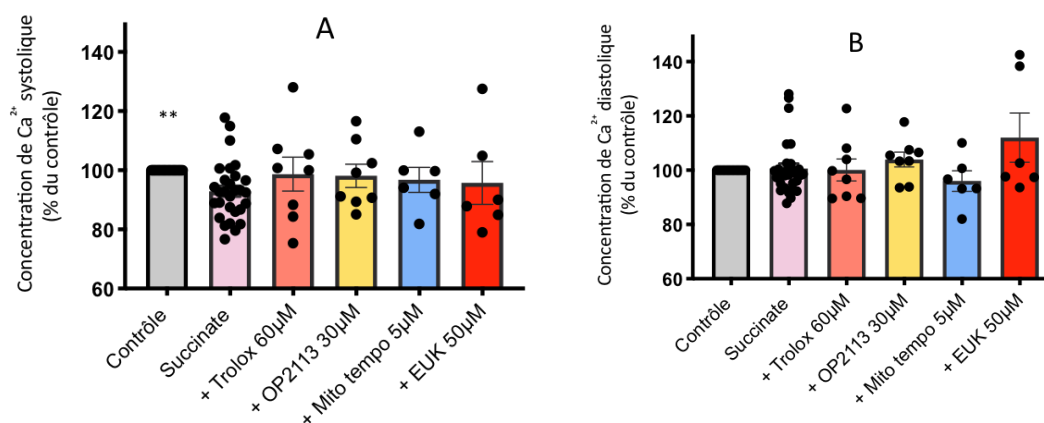 A
Concentration de Ca²⁺ systolique
(% du contrôle)
140
120
100
80
60
**
Contrôle
Succinate
+ Trolox 60µM
+ OP2113 30µM
+ Mito tempo 5µM
+ EUK 50µM
B
Concentration de Ca²⁺ diastolique
(% du contrôle)
140
120
100
80
60
Contrôle
Succinate
+ Trolox 60µM
+ OP2113 30µM
+ Mito tempo 5µM
+ EUK 50µM